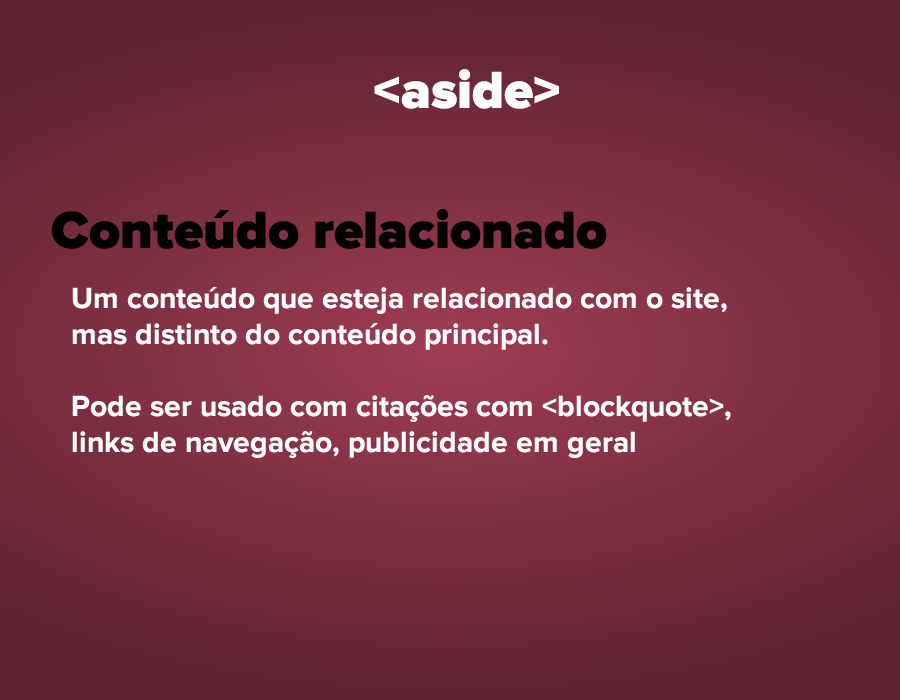 <aside>
Conteúdo relacionado
Um conteúdo que esteja relacionado com o site,
mas distinto do conteúdo principal.
Pode ser usado com citações com <blockquote>,
links de navegação, publicidade em geral